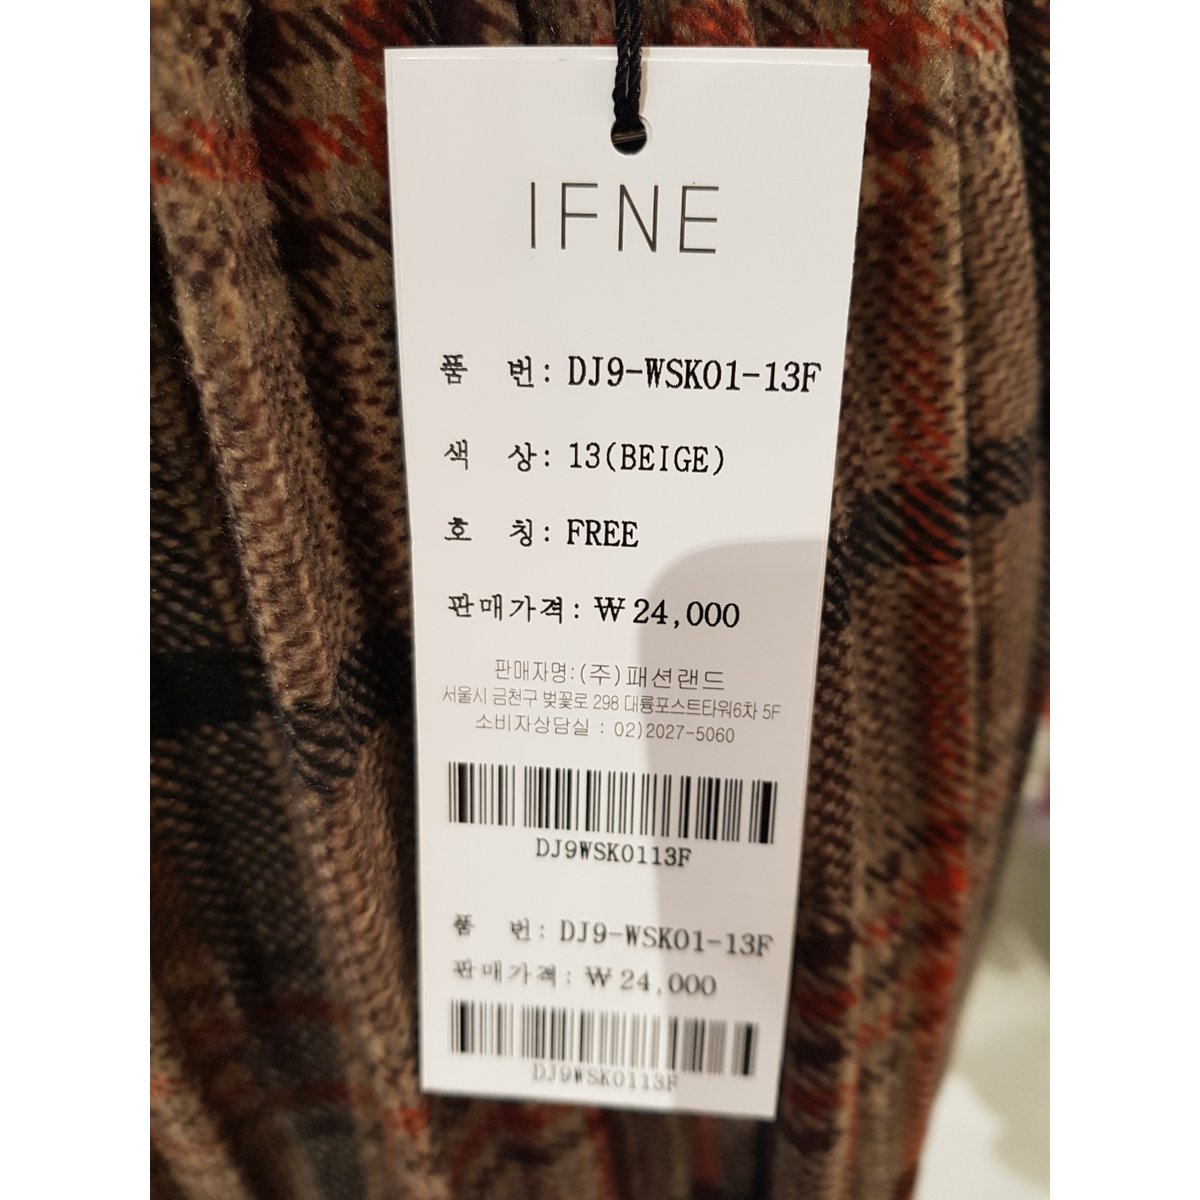 IFNE
품 번: DJ9-WSK01-13F
색 상: 13(BEIGE)
호 칭: FREE
판매가격: ₩24,000
판매자명:(주)패션랜드
서울시 금천구 벚꽃로 298 대륭포스트타워6차 5F
소비자상담실 : 02)2027-5060
DJ9WSK0113F
품 번: DJ9-WSK01-13F
판매가격: ₩24,000
DJ9WSK0113F